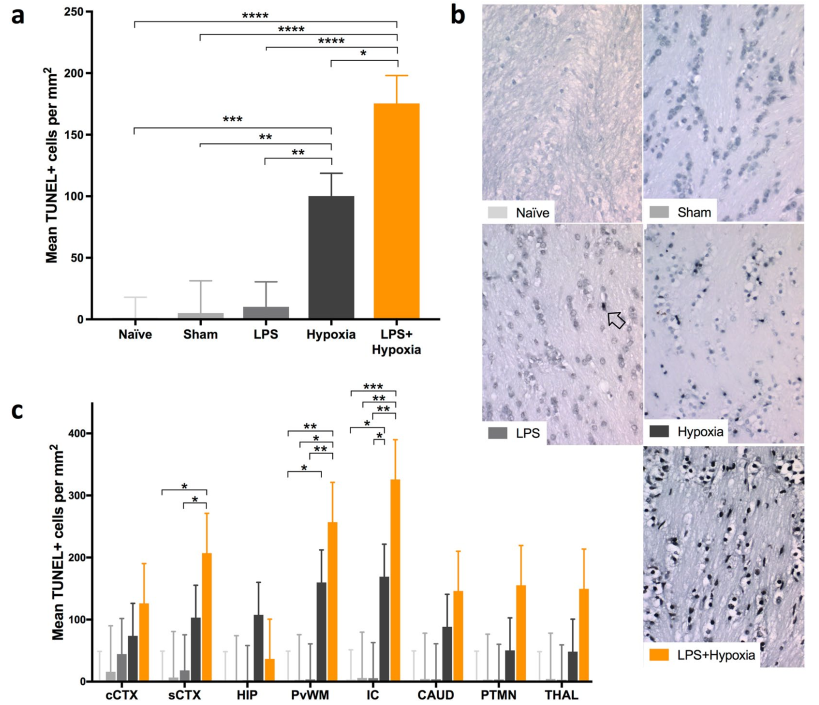 a
Mean TUNEL+ cells per mm2
250
200
150
100
50
0
****
****
****
*
***
**
**
Naïve
Sham
LPS
Hypoxia
LPS+
Hypoxia
b
Naïve
Sham
LPS
Hypoxia
LPS+Hypoxia
c
Mean TUNEL+ cells per mm2
400
300
200
100
0
*
*
**
*
**
*
***
**
**
*
*
cCTX
sCTX
HIP
PvWM
IC
CAUD
PTMN
THAL